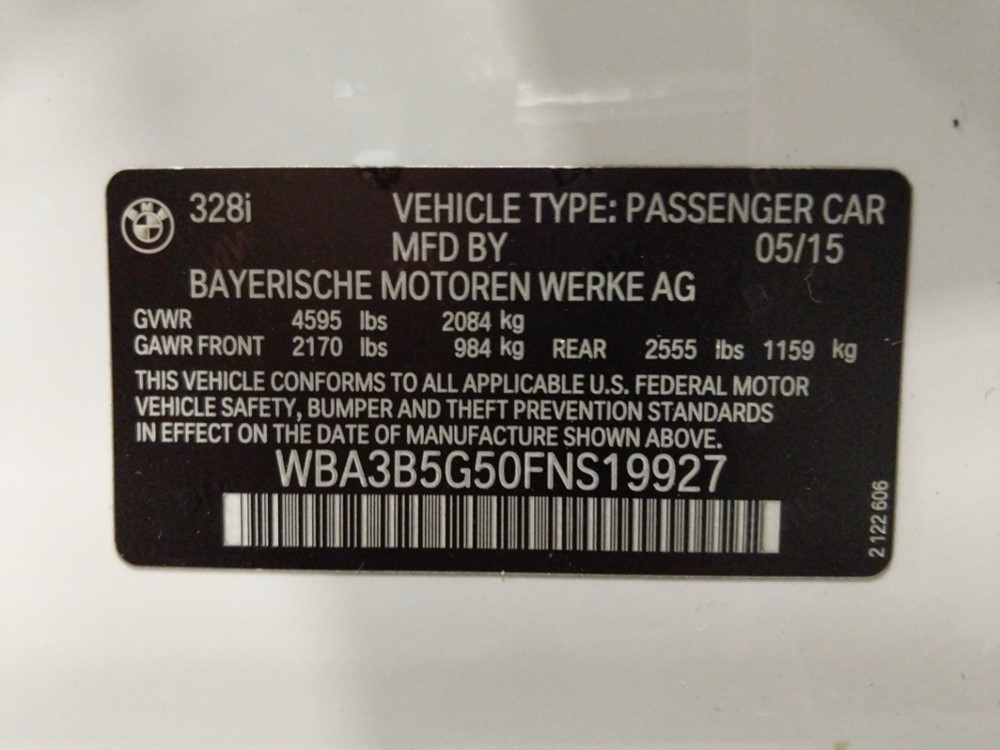 BMW 328i VEHICLE TYPE: PASSENGER CAR
MFD BY 05/15
BAYERISCHE MOTOREN WERKE AG
GVWR 4595 lbs 2084 kg
GAWR FRONT 2170 lbs 984 kg REAR 2555 lbs 1159 kg
THIS VEHICLE CONFORMS TO ALL APPLICABLE U.S. FEDERAL MOTOR
VEHICLE SAFETY, BUMPER AND THEFT PREVENTION STANDARDS
IN EFFECT ON THE DATE OF MANUFACTURE SHOWN ABOVE.
WBA3B5G50FNS19927
2 122 606